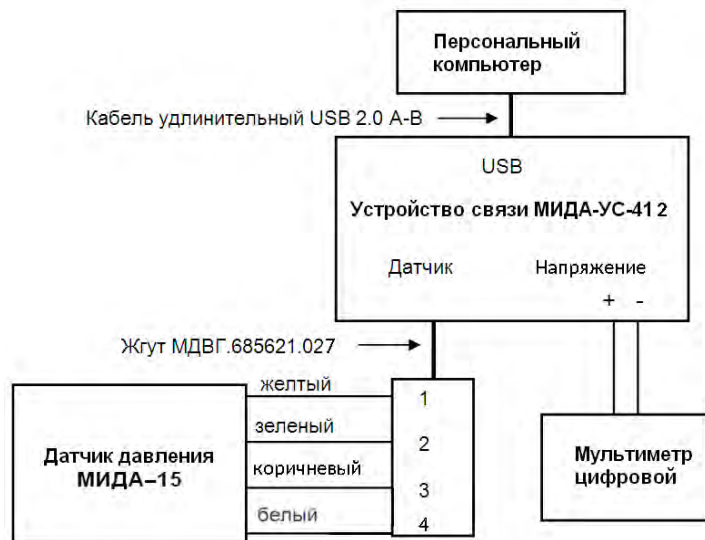 Персональный
компьютер
Кабель удлинительный USB 2.0 A-B
USB
Устройство связи МИДА-УС-41 2
Датчик Напряжение
+ -
Жгут МДВГ.685621.027
желтый
1
зеленый
2
Датчик давления
МИДА–15
коричневый
3
белый
4
Мультиметр
цифровой